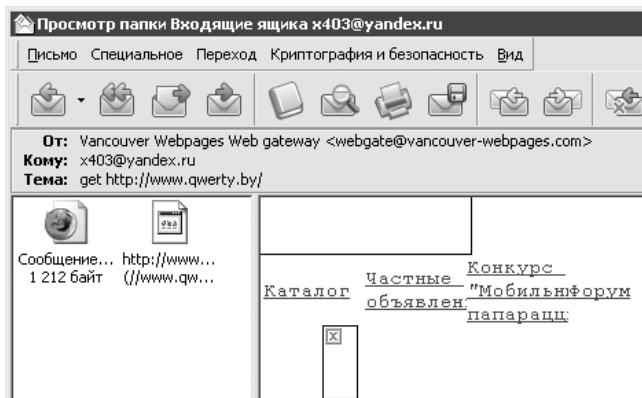 Просмотр папки Входящие ящика x403@yandex.ru
Письмо Специальное Переход Криптография и безопасность Вид
От: Vancouver Webpages Web gateway <webgate@vancouver-webpages.com>
Кому: x403@yandex.ru
Тема: get http://www.qwerty.by/
Сообщение... http://www...
1 212 байт (//www.qw...
Каталог Частные объявлен Конкурс "Мобильн папарацц Форум